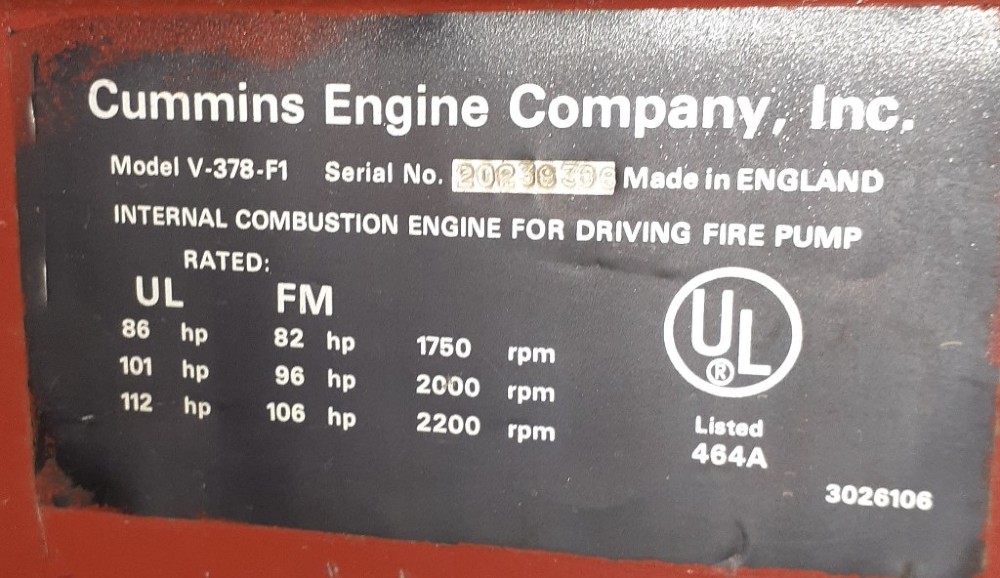 Cummins Engine Company, Inc.
Model V-378-F1 Serial No. Made in ENGLAND
INTERNAL COMBUSTION ENGINE FOR DRIVING FIRE PUMP
RATED:
UL FM
86 hp 82 hp 1750 rpm
101 hp 96 hp 2000 rpm
112 hp 106 hp 2200 rpm
UL
®
Listed
464A
3026106